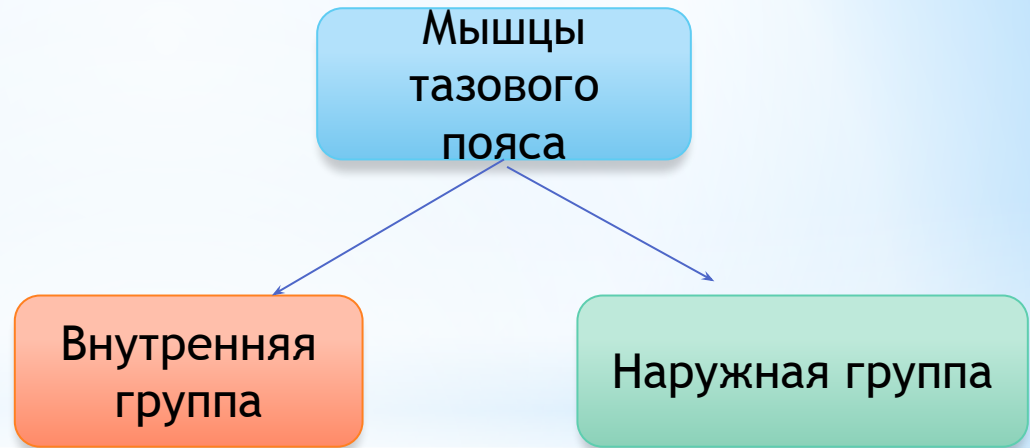 Мышцы
тазового
пояса
Внутренняя
группа
Наружная группа